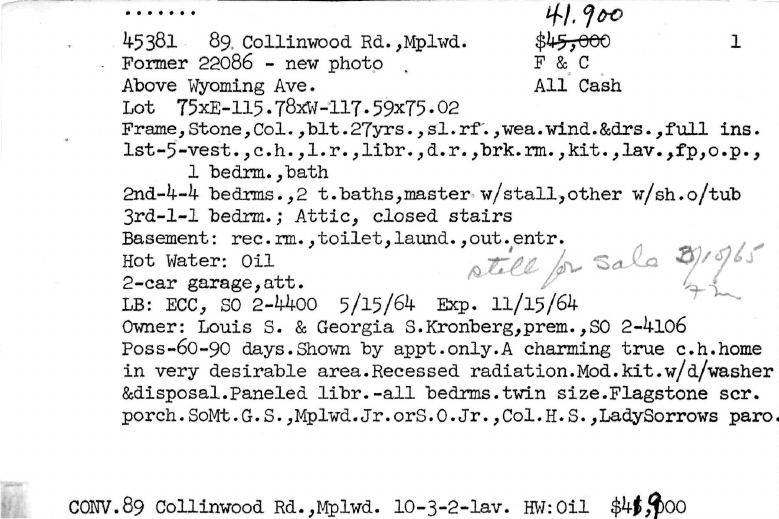 41.900
45381 89 Collinwood Rd.,Mplwd. $45,000 1
Former 22086 - new photo F & C
Above Wyoming Ave. All Cash
Lot 75xE-115.78xW-117.59x75.02
Frame,Stone,Col.,blt.27yrs.,sl.rf.,wea.wind.&drs.,full ins.
1st-5-vest.,c.h.,l.r.,libr.,d.r.,brk.rm.,kit.,lav.,fp,o.p.,
1 bedrm.,bath
2nd-4-4 bedrms.,2 t.baths,master w/stall,other w/sh.o/tub
3rd-1-1 bedrm.; Attic, closed stairs
Basement: rec.rm.,toilet,laund.,out.entr.
Hot Water: Oil
still for sale 3/10/65
2-car garage,att.
LB: ECC, SO 2-4400 5/15/64 Exp. 11/15/64
Owner: Louis S. & Georgia S.Kronberg,prem.,SO 2-4106
Poss-60-90 days.Shown by appt.only.A charming true c.h.home
in very desirable area.Recessed radiation.Mod.kit.w/d/washer
&disposal.Paneled libr.-all bedrms.twin size.Flagstone scr.
porch.SoMt.G.S.,Mplwd.Jr.orS.O.Jr.,Col.H.S.,LadySorrows paro.
CONV.89 Collinwood Rd.,Mplwd. 10-3-2-lav. HW:Oil $41,900